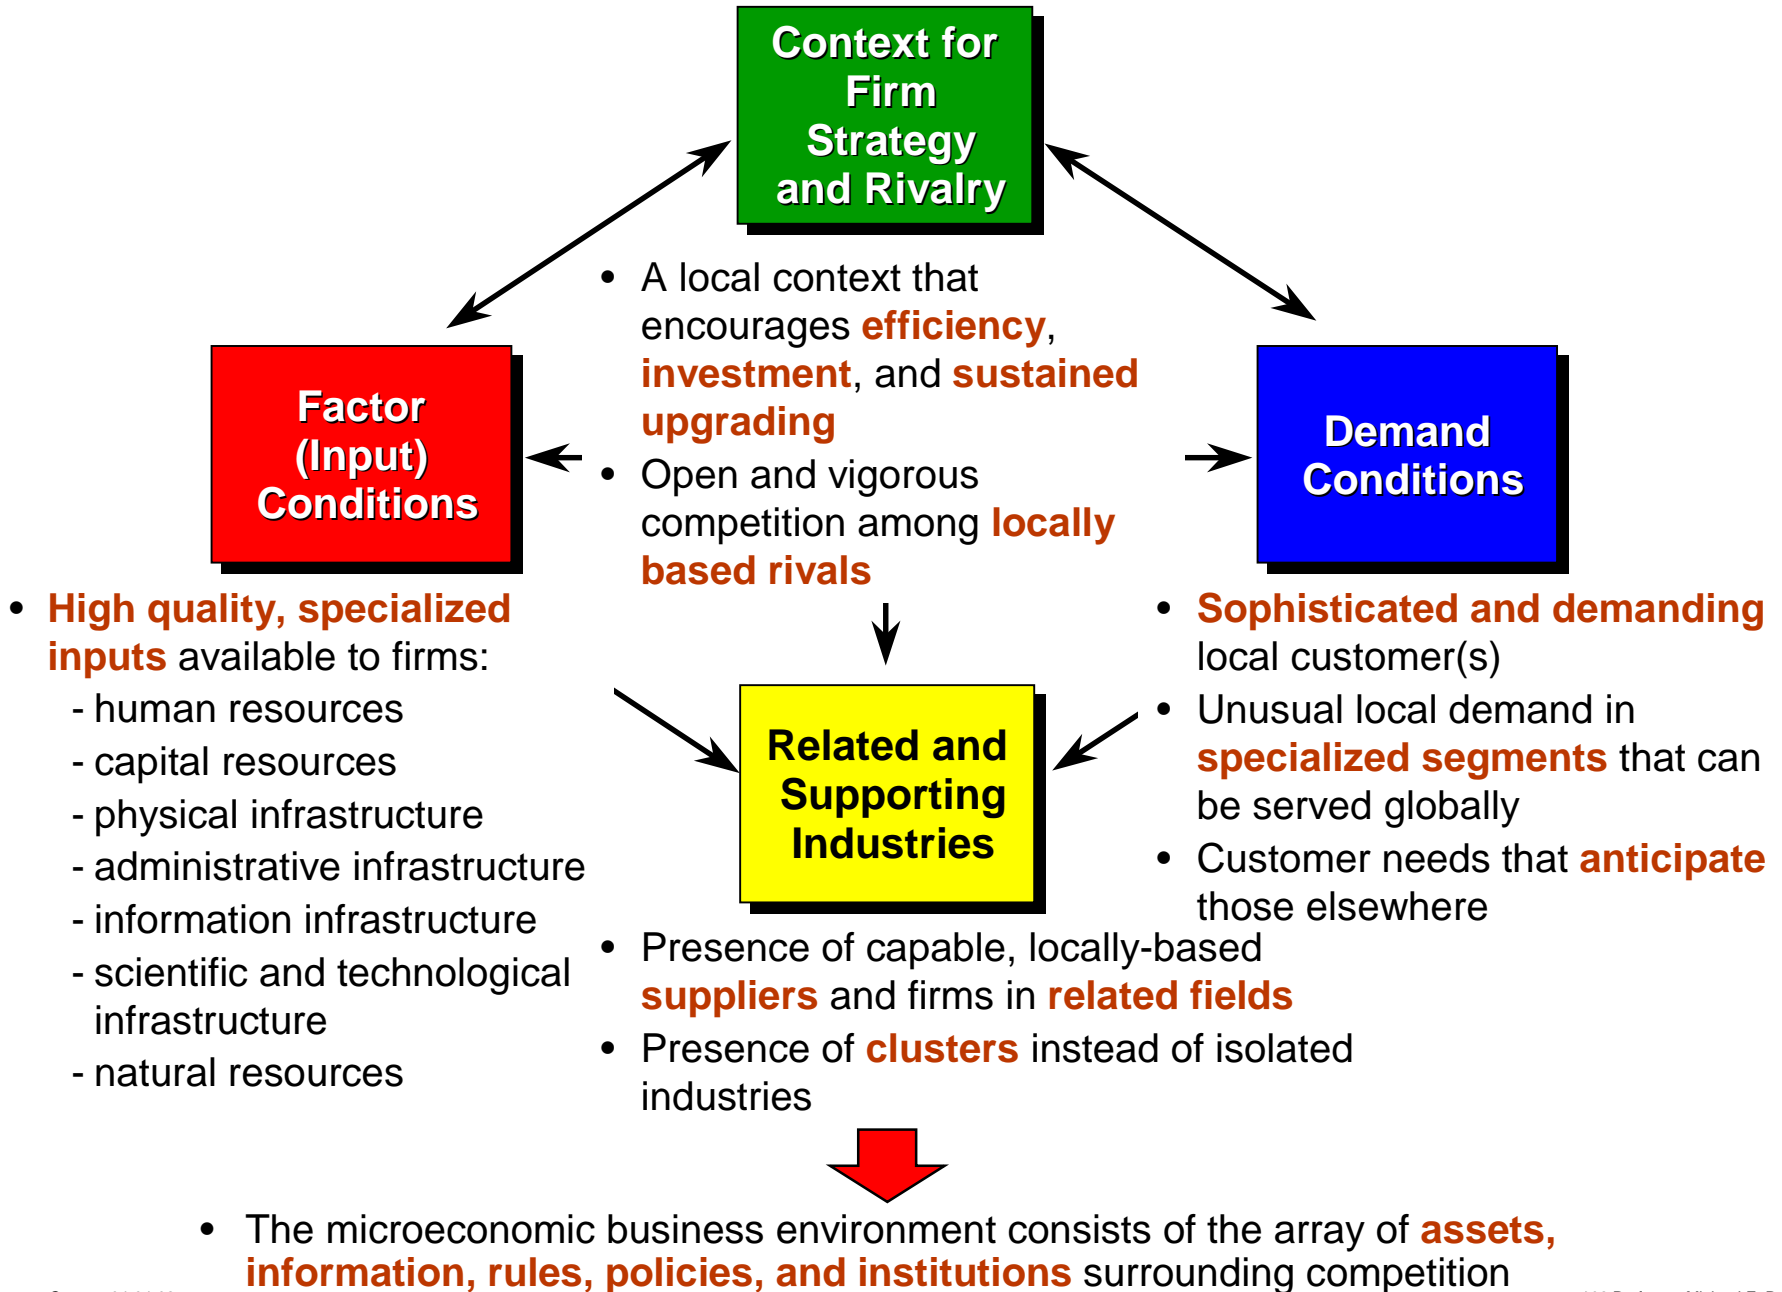 Context for
Firm
Strategy
and Rivalry
• A local context that
encourages efficiency,
investment, and sustained
upgrading
• Open and vigorous
competition among locally
based rivals
Factor
(Input)
Conditions
Demand
Conditions
• High quality, specialized
inputs available to firms:
- human resources
- capital resources
- physical infrastructure
- administrative infrastructure
- information infrastructure
- scientific and technological
infrastructure
- natural resources
Related and
Supporting
Industries
• Sophisticated and demanding
local customer(s)
• Unusual local demand in
specialized segments that can
be served globally
• Customer needs that anticipate
those elsewhere
• Presence of capable, locally-based
suppliers and firms in related fields
• Presence of clusters instead of isolated
industries
• The microeconomic business environment consists of the array of assets,
information, rules, policies, and institutions surrounding competition